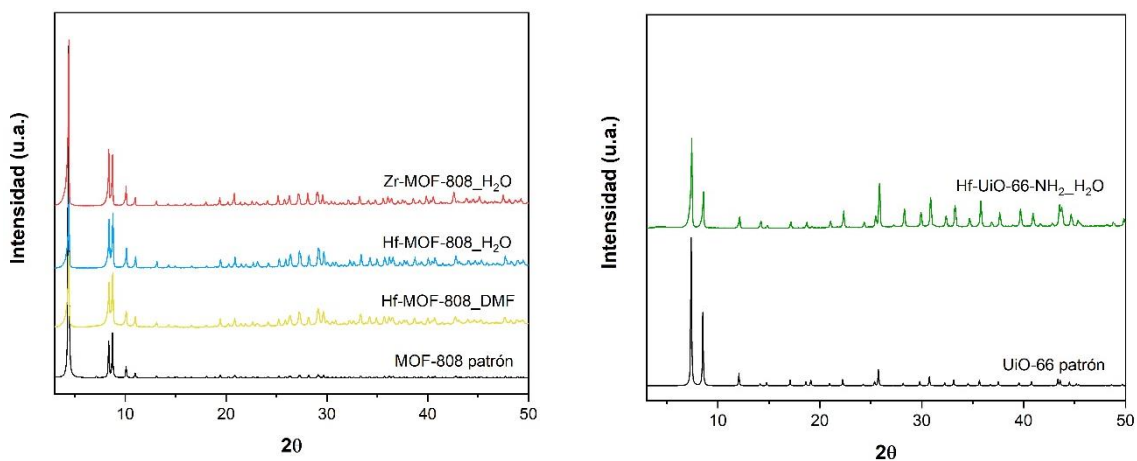 Intensidad (u.a.)
Zr-MOF-808_H₂O
Hf-MOF-808_H₂O
Hf-MOF-808_DMF
MOF-808 patrón
10 20 30 40 50
2θ
Intensidad (u.a.)
Hf-UiO-66-NH₂_H₂O
UiO-66 patrón
10 20 30 40 50
2θ